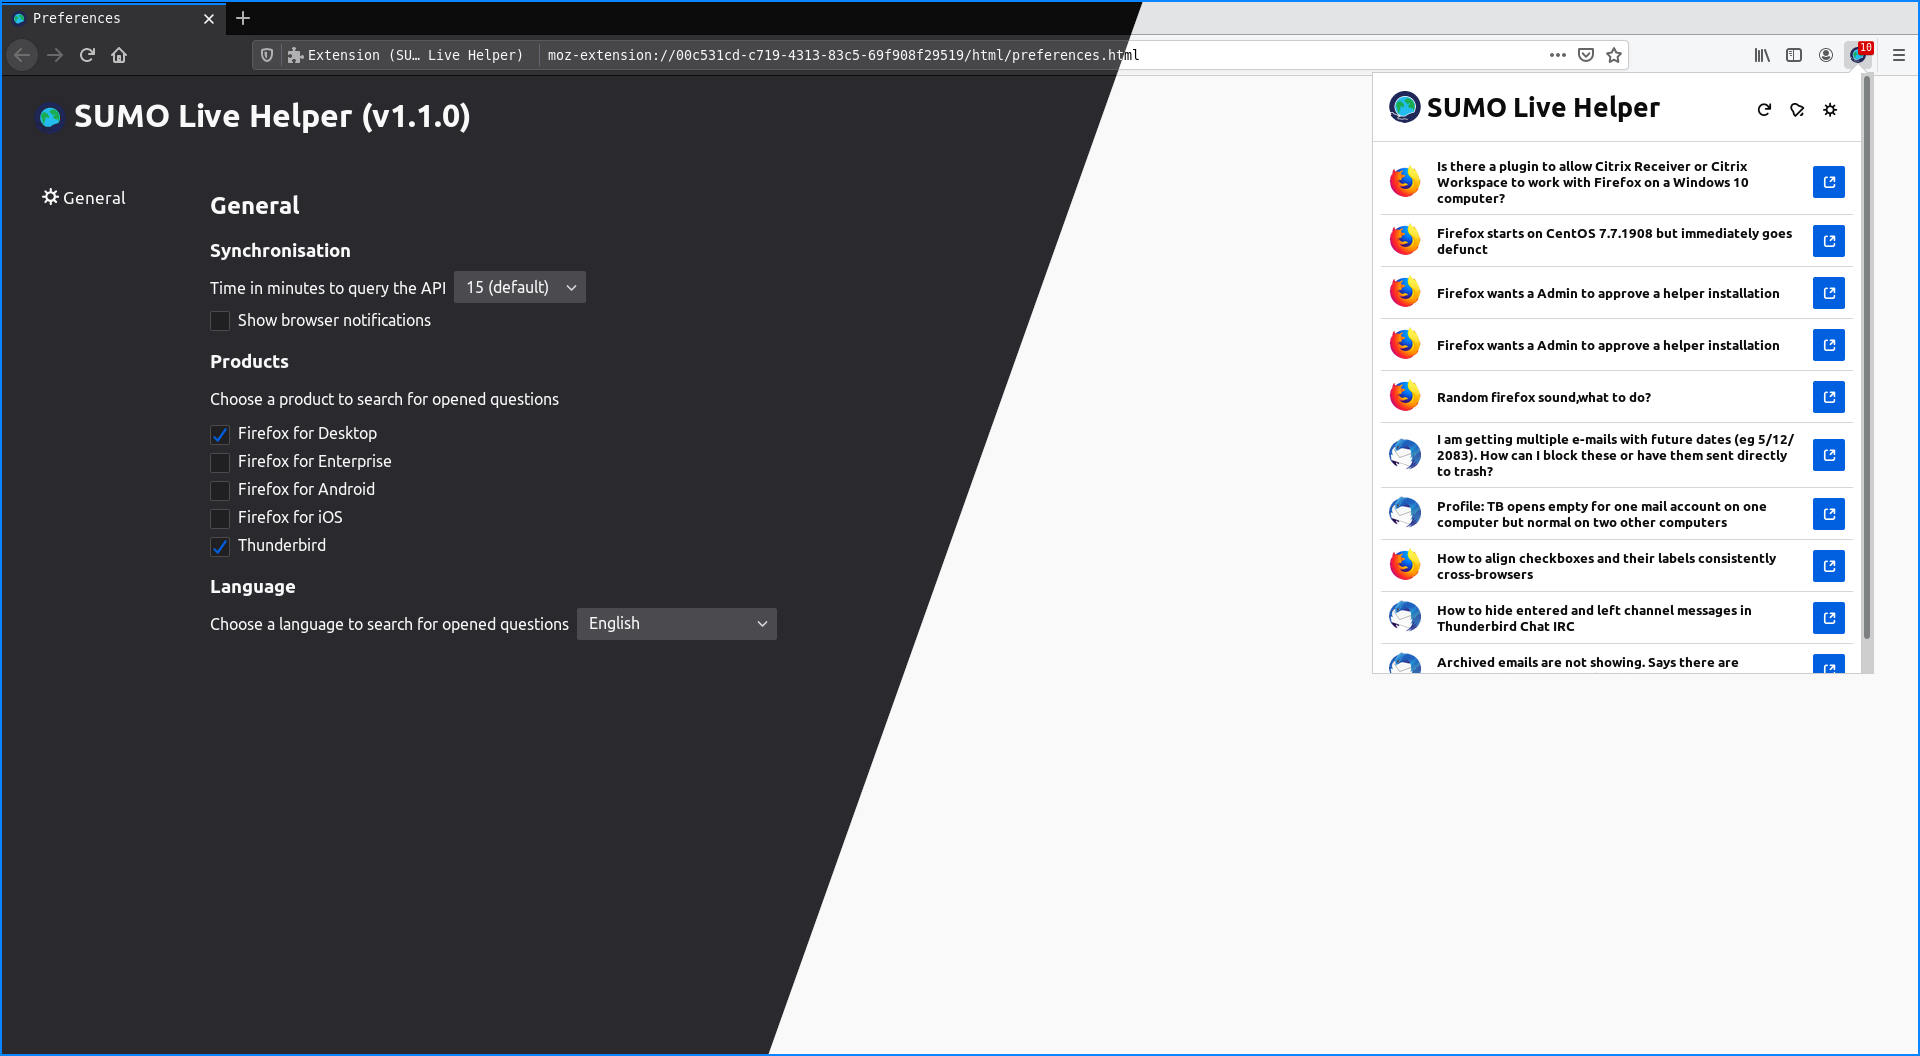 Preferences
Extension (SU… Live Helper)
moz-extension://00c531cd-c719-4313-83c5-69f908f29519/html/preferences.html
10
SUMO Live Helper (v1.1.0)
General
General
Synchronisation
Time in minutes to query the API
15 (default)
Show browser notifications
Products
Choose a product to search for opened questions
Firefox for Desktop
Firefox for Enterprise
Firefox for Android
Firefox for iOS
Thunderbird
Language
Choose a language to search for opened questions
English
SUMO Live Helper
Is there a plugin to allow Citrix Receiver or Citrix
Workspace to work with Firefox on a Windows 10
computer?
Firefox starts on CentOS 7.7.1908 but immediately goes
defunct
Firefox wants a Admin to approve a helper installation
Firefox wants a Admin to approve a helper installation
Random firefox sound,what to do?
I am getting multiple e-mails with future dates (eg 5/12/
2083). How can I block these or have them sent directly
to trash?
Profile: TB opens empty for one mail account on one
computer but normal on two other computers
How to align checkboxes and their labels consistently
cross-browsers
How to hide entered and left channel messages in
Thunderbird Chat IRC
Archived emails are not showing. Says there are